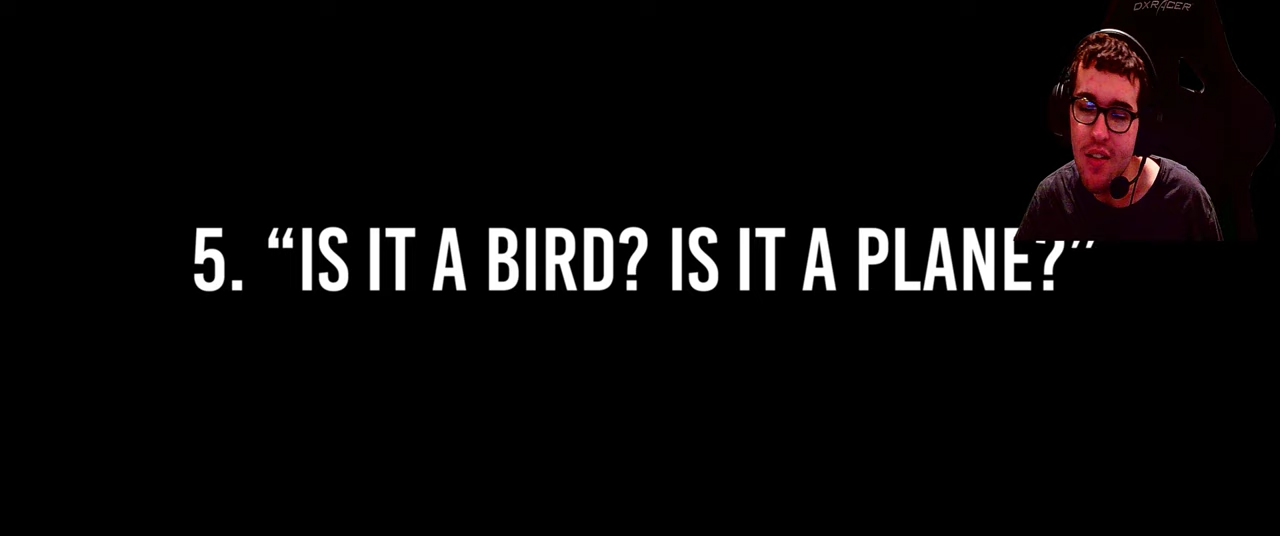 DXRACER
5. “IS IT A BIRD? IS IT A PLANE?”